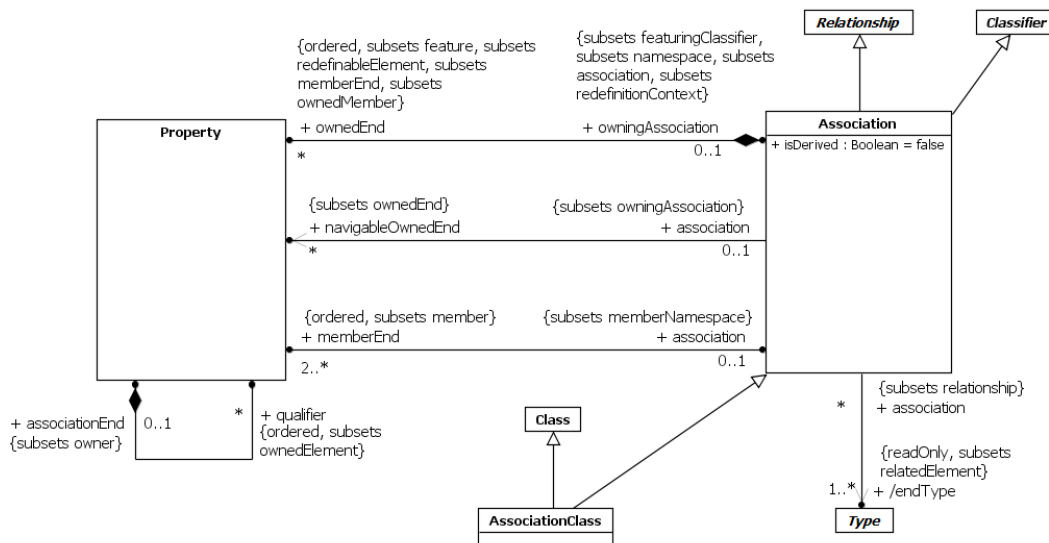 Relationship
Classifier
{ordered, subsets feature, subsets
redefinableElement, subsets
memberEnd, subsets
ownedMember}
+ ownedEnd
*
{subsets featuringClassifier,
subsets namespace, subsets
association, subsets
redefinitionContext}
+ owningAssociation
0..1
Property
Association
+ isDerived : Boolean = false
{subsets ownedEnd}
+ navigableOwnedEnd
*
{subsets owningAssociation}
+ association
0..1
{ordered, subsets member}
+ memberEnd
2..*
{subsets memberNamespace}
+ association
0..1
+ associationEnd
{subsets owner}
0..1
*
+ qualifier
{ordered, subsets
ownedElement}
Class
AssociationClass
{subsets relationship}
+ association
*
{readOnly, subsets
relatedElement}
+ /endType
1..*
Type